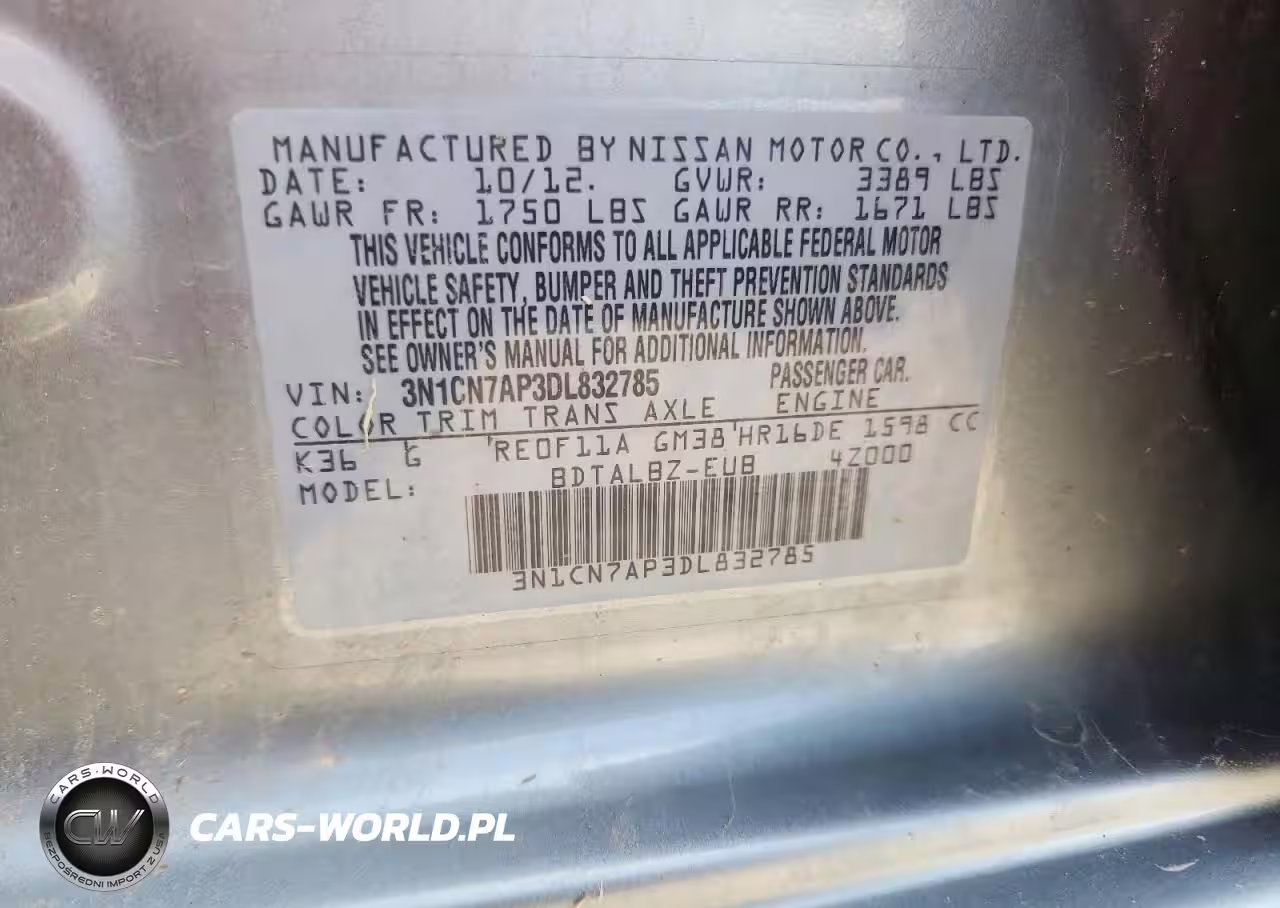 MANUFACTURED BY NISSAN MOTOR CO., LTD.
DATE: 10/12. GVWR: 3389 LBS
GAWR FR: 1750 LBS GAWR RR: 1671 LBS
THIS VEHICLE CONFORMS TO ALL APPLICABLE FEDERAL MOTOR
VEHICLE SAFETY, BUMPER AND THEFT PREVENTION STANDARDS
IN EFFECT ON THE DATE OF MANUFACTURE SHOWN ABOVE.
SEE OWNER'S MANUAL FOR ADDITIONAL INFORMATION.
VIN: 3N1CN7AP3DL832785 PASSENGER CAR.
COLOR TRIM TRANS AXLE ENGINE
K36 G 'RE0F11A GM38'HR16DE 1598 CC
MODEL: BDTALBZ-EUB 4Z000
3N1CN7AP3DL832785
CARS-WORLD
CW
BEZPOŚREDNI IMPORT Z USA
CARS-WORLD.PL